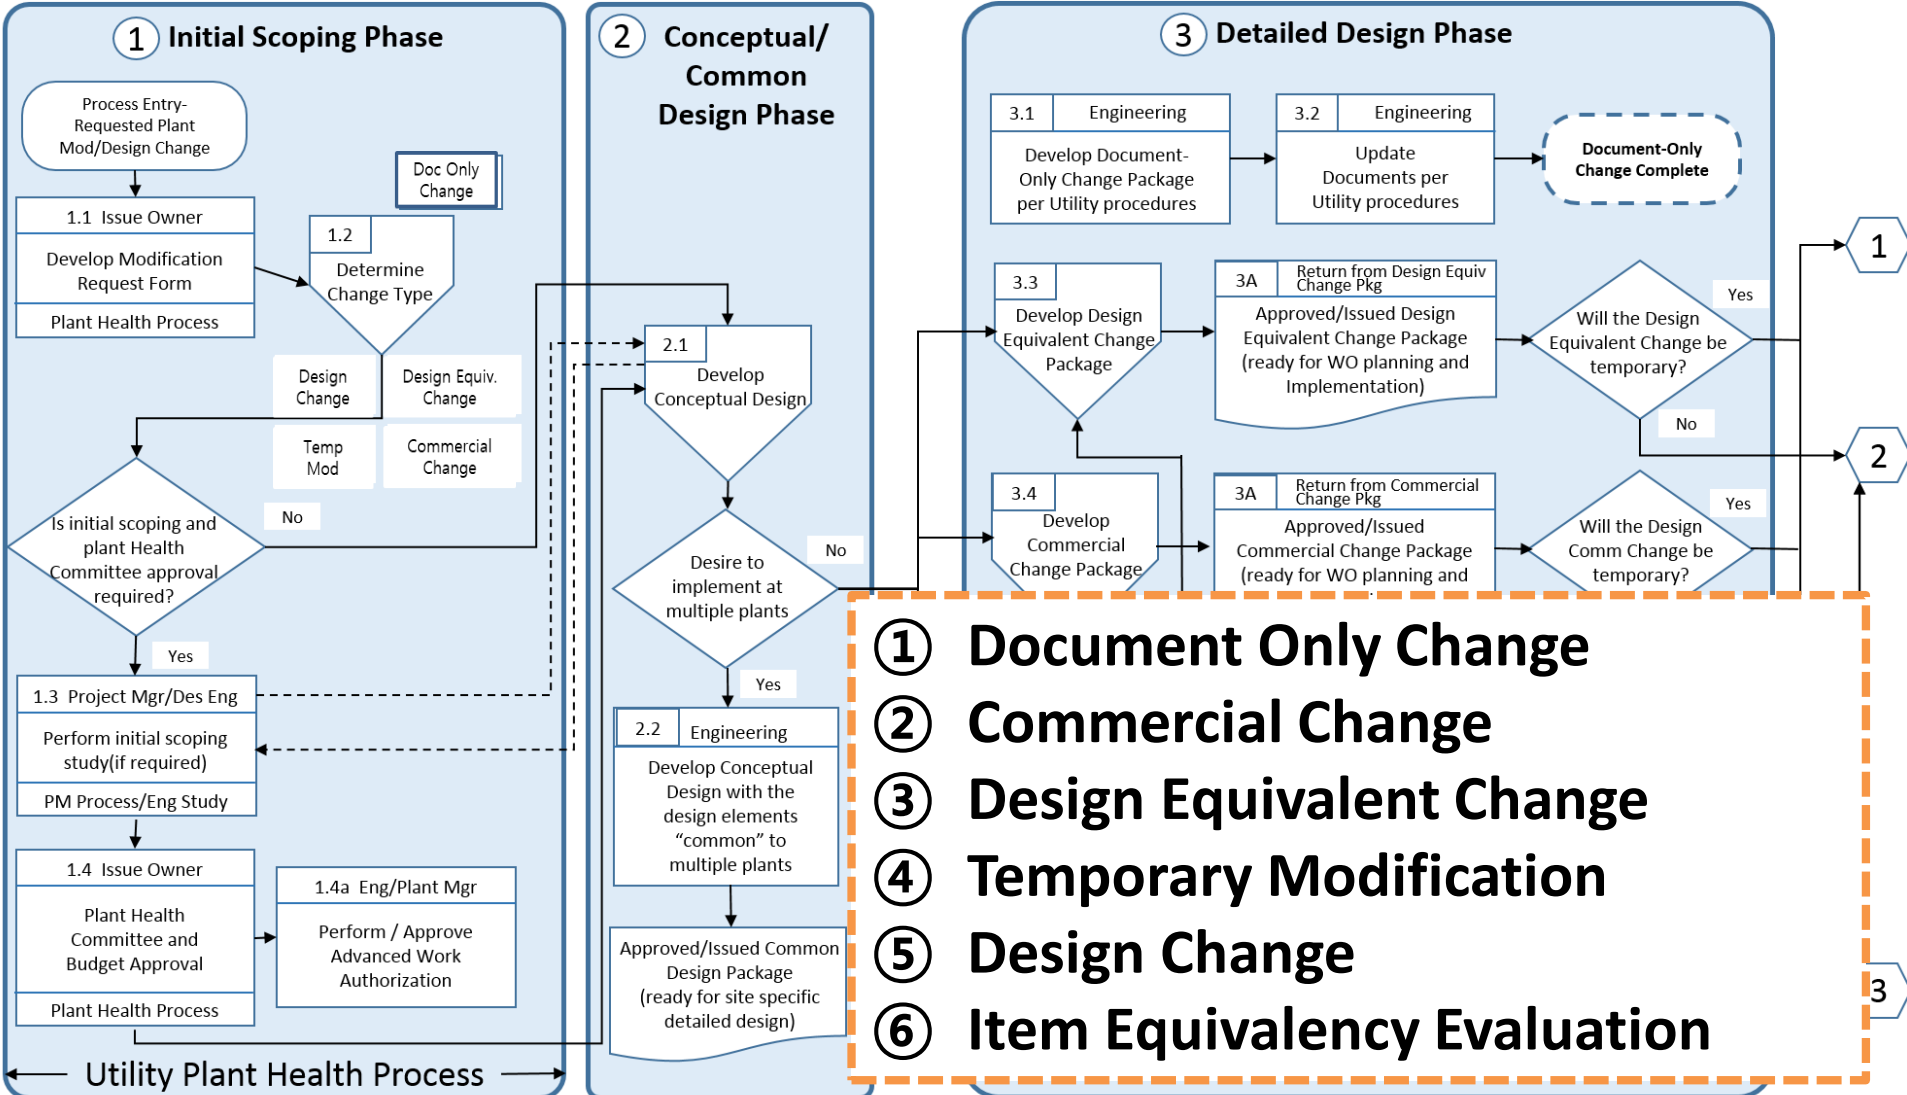 1 Initial Scoping Phase
Process Entry-
Requested Plant
Mod/Design Change
Doc Only
Change
1.1 Issue Owner
Develop Modification
Request Form
Plant Health Process
1.2
Determine
Change Type
Design
Change
Design Equiv.
Change
Temp
Mod
Commercial
Change
Is initial scoping and
plant Health
Committee approval
required?
No
Yes
1.3 Project Mgr/Des Eng
Perform initial scoping
study(if required)
PM Process/Eng Study
1.4 Issue Owner
Plant Health
Committee and
Budget Approval
Plant Health Process
1.4a Eng/Plant Mgr
Perform / Approve
Advanced Work
Authorization
Utility Plant Health Process
2 Conceptual/
Common
Design Phase
2.1
Develop
Conceptual Design
Desire to
implement at
multiple plants
No
Yes
2.2 Engineering
Develop Conceptual
Design with the
design elements
“common” to
multiple plants
Approved/Issued Common
Design Package
(ready for site specific
detailed design)
3 Detailed Design Phase
3.1 Engineering
Develop Document-
Only Change Package
per Utility procedures
3.2 Engineering
Update
Documents per
Utility procedures
Document-Only
Change Complete
3.3
Develop Design
Equivalent Change
Package
3A Return from Design Equiv
Change Pkg
Approved/Issued Design
Equivalent Change Package
(ready for WO planning and
Implementation)
Will the Design
Equivalent Change be
temporary?
Yes
No
1
2
3.4
Develop
Commercial
Change Package
3A Return from Commercial
Change Pkg
Approved/Issued
Commercial Change Package
(ready for WO planning and
Will the Design
Comm Change be
temporary?
Yes
3
① Document Only Change
② Commercial Change
③ Design Equivalent Change
④ Temporary Modification
⑤ Design Change
⑥ Item Equivalency Evaluation